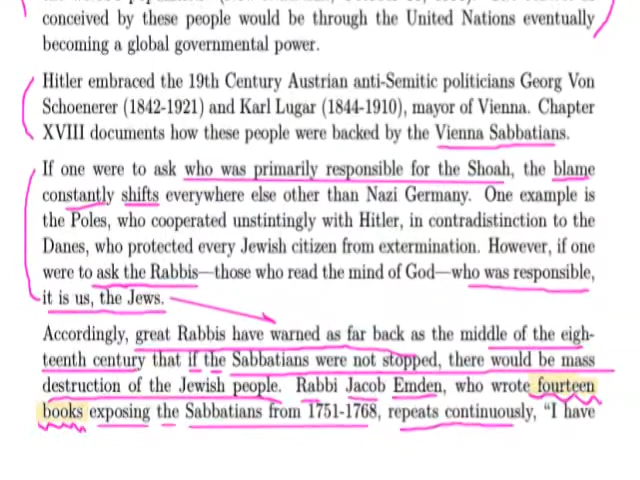 conceived by these people would be through the United Nations eventually
becoming a global governmental power.
Hitler embraced the 19th Century Austrian anti-Semitic politicians Georg Von
Schoenerer (1842-1921) and Karl Lugar (1844-1910), mayor of Vienna. Chapter
XVIII documents how these people were backed by the Vienna Sabbatians.
If one were to ask who was primarily responsible for the Shoah, the blame
constantly shifts everywhere else other than Nazi Germany. One example is
the Poles, who cooperated unstintingly with Hitler, in contradistinction to the
Danes, who protected every Jewish citizen from extermination. However, if one
were to ask the Rabbis—those who read the mind of God—who was responsible,
it is us, the Jews.
Accordingly, great Rabbis have warned as far back as the middle of the eigh-
teenth century that if the Sabbatians were not stopped, there would be mass
destruction of the Jewish people. Rabbi Jacob Emden, who wrote fourteen
books exposing the Sabbatians from 1751-1768, repeats continuously, “I have